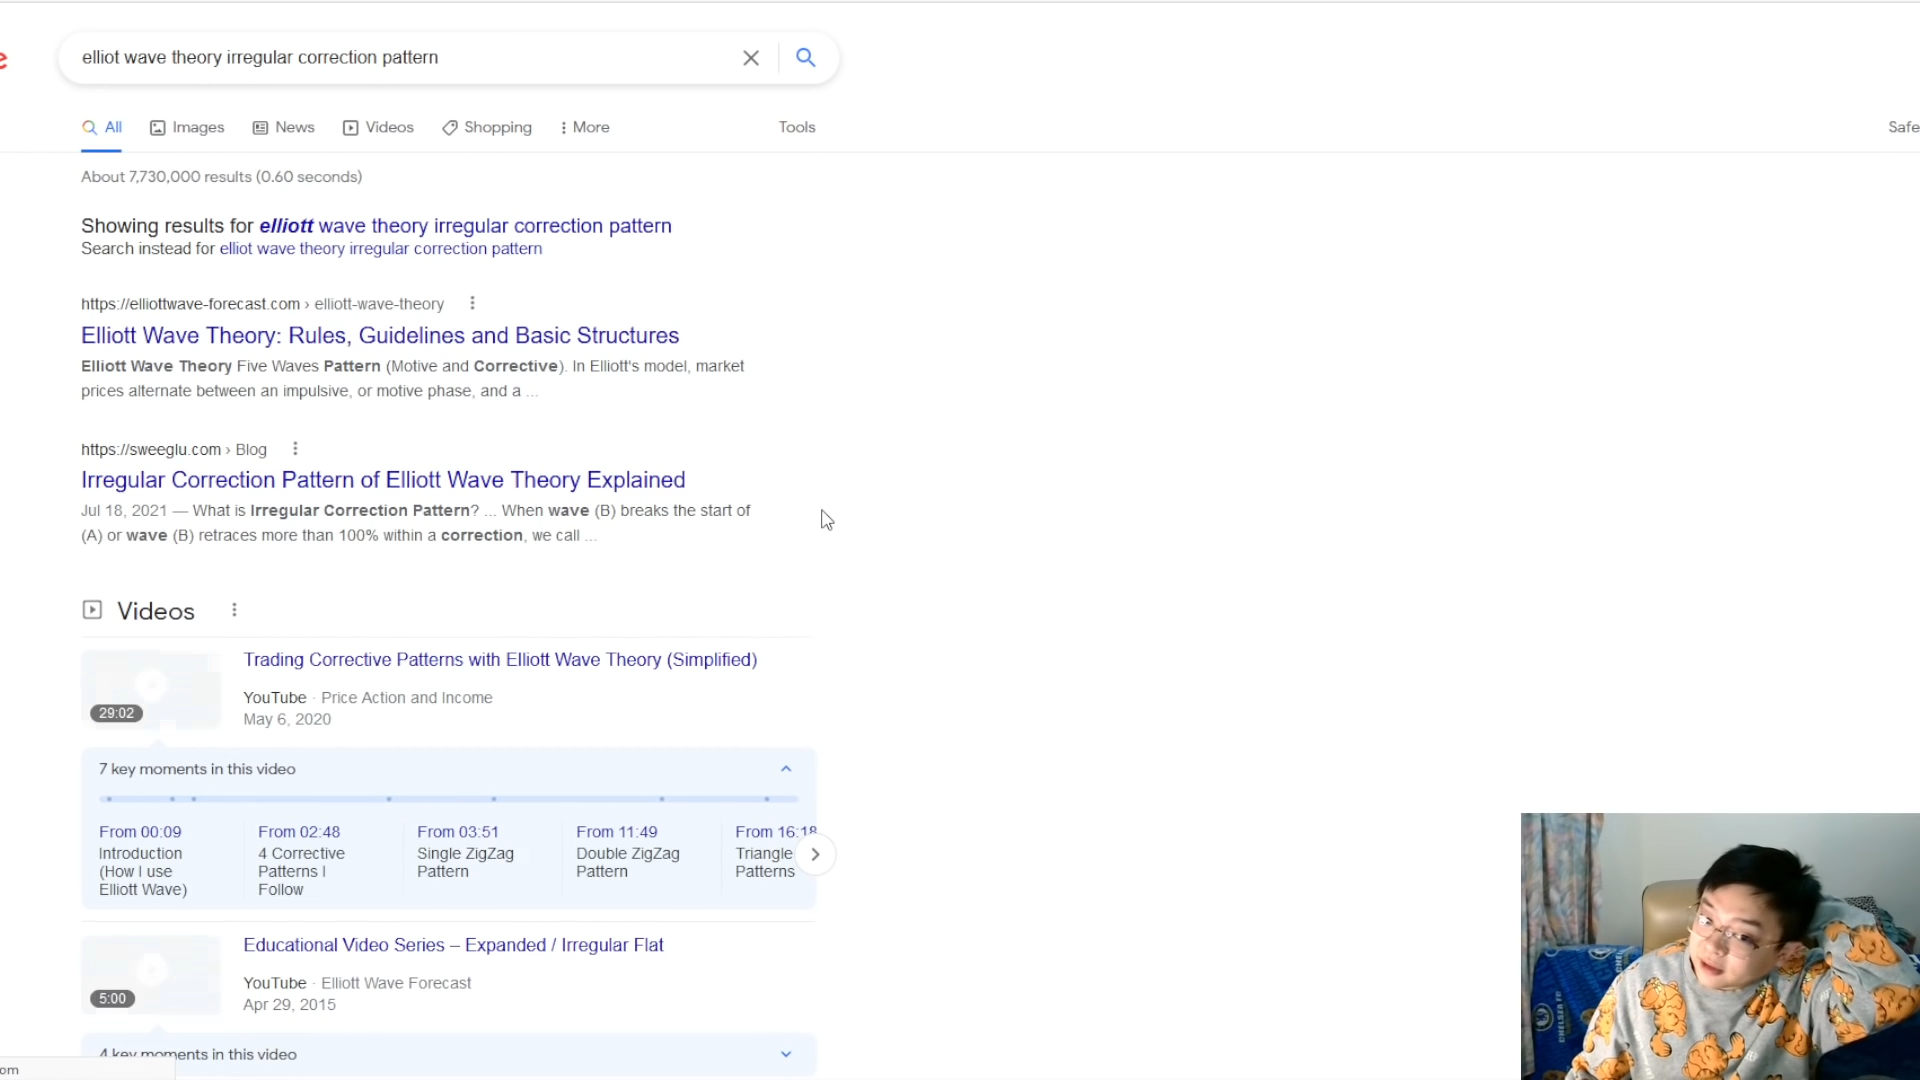 e
elliot wave theory irregular correction pattern
All Images News Videos Shopping More Tools Safe
About 7,730,000 results (0.60 seconds)
Showing results for elliott wave theory irregular correction pattern
Search instead for elliot wave theory irregular correction pattern
https://elliottwave-forecast.com › elliott-wave-theory
Elliott Wave Theory: Rules, Guidelines and Basic Structures
Elliott Wave Theory Five Waves Pattern (Motive and Corrective). In Elliott's model, market
prices alternate between an impulsive, or motive phase, and a ...
https://sweeglu.com › Blog
Irregular Correction Pattern of Elliott Wave Theory Explained
Jul 18, 2021 — What is Irregular Correction Pattern? ... When wave (B) breaks the start of
(A) or wave (B) retraces more than 100% within a correction, we call ...
Videos
Trading Corrective Patterns with Elliott Wave Theory (Simplified)
YouTube · Price Action and Income
29:02
May 6, 2020
7 key moments in this video
From 00:09
Introduction
(How I use
Elliott Wave)
From 02:48
4 Corrective
Patterns I
Follow
From 03:51
Single ZigZag
Pattern
From 11:49
Double ZigZag
Pattern
From 16:18
Triangle
Patterns
Educational Video Series – Expanded / Irregular Flat
YouTube · Elliott Wave Forecast
5:00
Apr 29, 2015
4 key moments in this video
om
CHELSEA FC